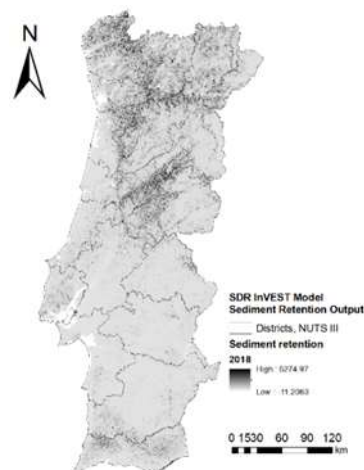 N
SDR InVEST Model
Sediment Retention Output
Districts, NUTS III
Sediment retention
2018
High : 5274.97
Low : -11.2063
0 1530 60 90 120
km